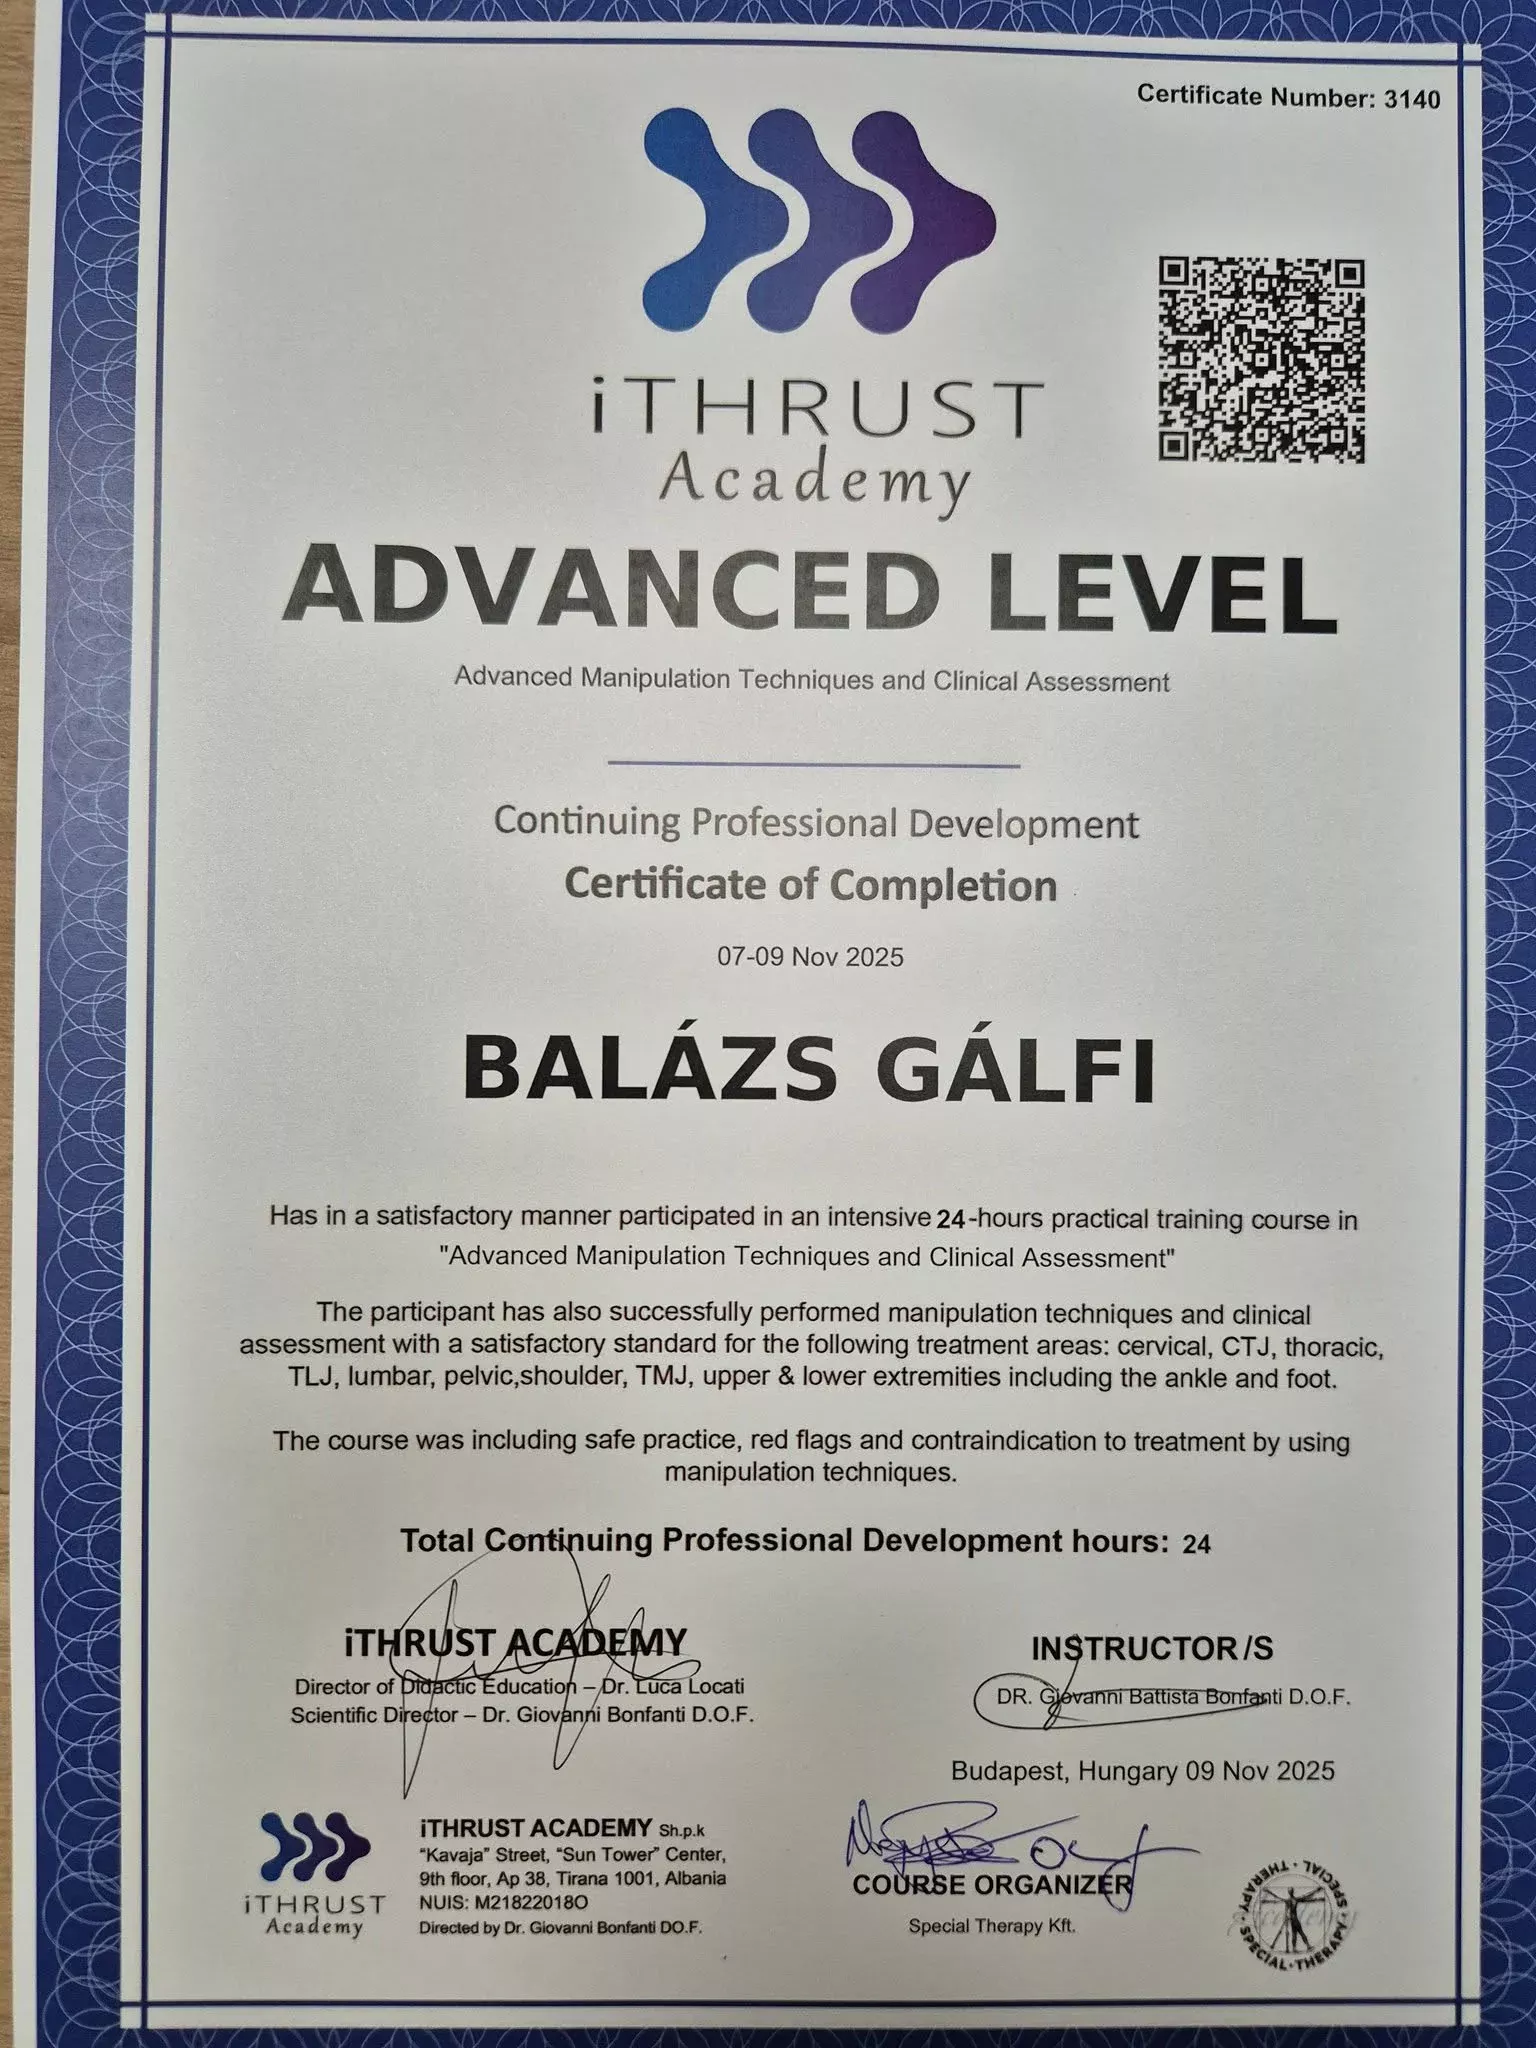 Certificate Number: 3140
iTHRUST
Academy
ADVANCED LEVEL
Advanced Manipulation Techniques and Clinical Assessment
Continuing Professional Development
Certificate of Completion
07-09 Nov 2025
BALÁZS GÁLFI
Has in a satisfactory manner participated in an intensive 24-hours practical training course in
"Advanced Manipulation Techniques and Clinical Assessment"
The participant has also successfully performed manipulation techniques and clinical
assessment with a satisfactory standard for the following treatment areas: cervical, CTJ, thoracic,
TLJ, lumbar, pelvic,shoulder, TMJ, upper & lower extremities including the ankle and foot.
The course was including safe practice, red flags and contraindication to treatment by using
manipulation techniques.
Total Continuing Professional Development hours: 24
iTHRUST ACADEMY
Director of Didactic Education – Dr. Luca Locati
Scientific Director – Dr. Giovanni Bonfanti D.O.F.
INSTRUCTOR/S
DR. Giovanni Battista Bonfanti D.O.F.
Budapest, Hungary 09 Nov 2025
iTHRUST
Academy
iTHRUST ACADEMY Sh.p.k
“Kavaja” Street, “Sun Tower” Center,
9th floor, Ap 38, Tirana 1001, Albania
NUIS: M21822018O
Directed by Dr. Giovanni Bonfanti DO.F.
COURSE ORGANIZER
Special Therapy Kft.
SPECIAL·THERAPY·SPECIAL·THERAPY·